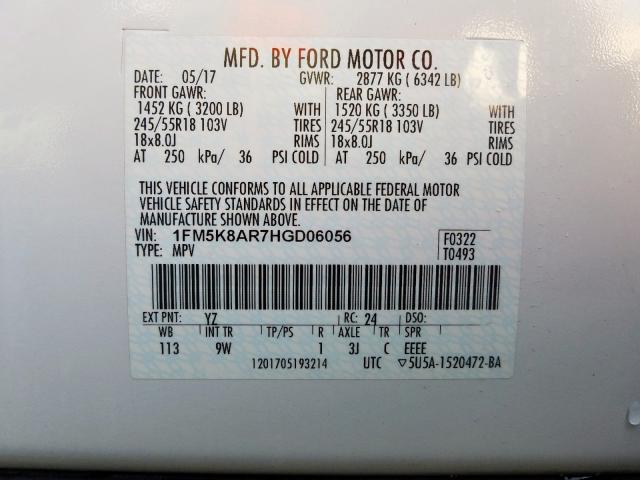 MFD. BY FORD MOTOR CO.
DATE: 05/17 GVWR: 2877 KG ( 6342 LB)
FRONT GAWR: REAR GAWR:
1452 KG ( 3200 LB) WITH 1520 KG ( 3350 LB) WITH
245/55R18 103V TIRES 245/55R18 103V TIRES
18x8.0J RIMS 18x8.0J RIMS
AT 250 kPa/ 36 PSI COLD AT 250 kPa/ 36 PSI COLD
THIS VEHICLE CONFORMS TO ALL APPLICABLE FEDERAL MOTOR
VEHICLE SAFETY STANDARDS IN EFFECT ON THE DATE OF
MANUFACTURE SHOWN ABOVE.
VIN: 1FM5K8AR7HGD06056 F0322
TYPE: MPV T0493
EXT PNT: YZ RC: 24 DSO:
WB INT TR TP/PS R AXLE TR SPR
113 9W 1 3J C EEEE
1201705193214 UTC ▽5U5A-1520472-BA